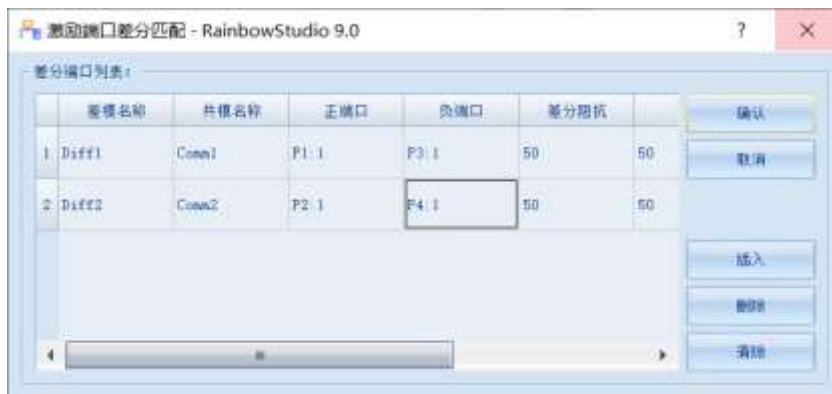 激励端口差分匹配 - RainbowStudio 9.0
差分端口列表:
差模名称 共模名称 正端口 负端口 差分阻抗
确认
1 Diff1 Comm1 P1:1 P3:1 50 50
取消
2 Diff2 Comm2 P2:1 P4:1 50 50
插入
删除
清除